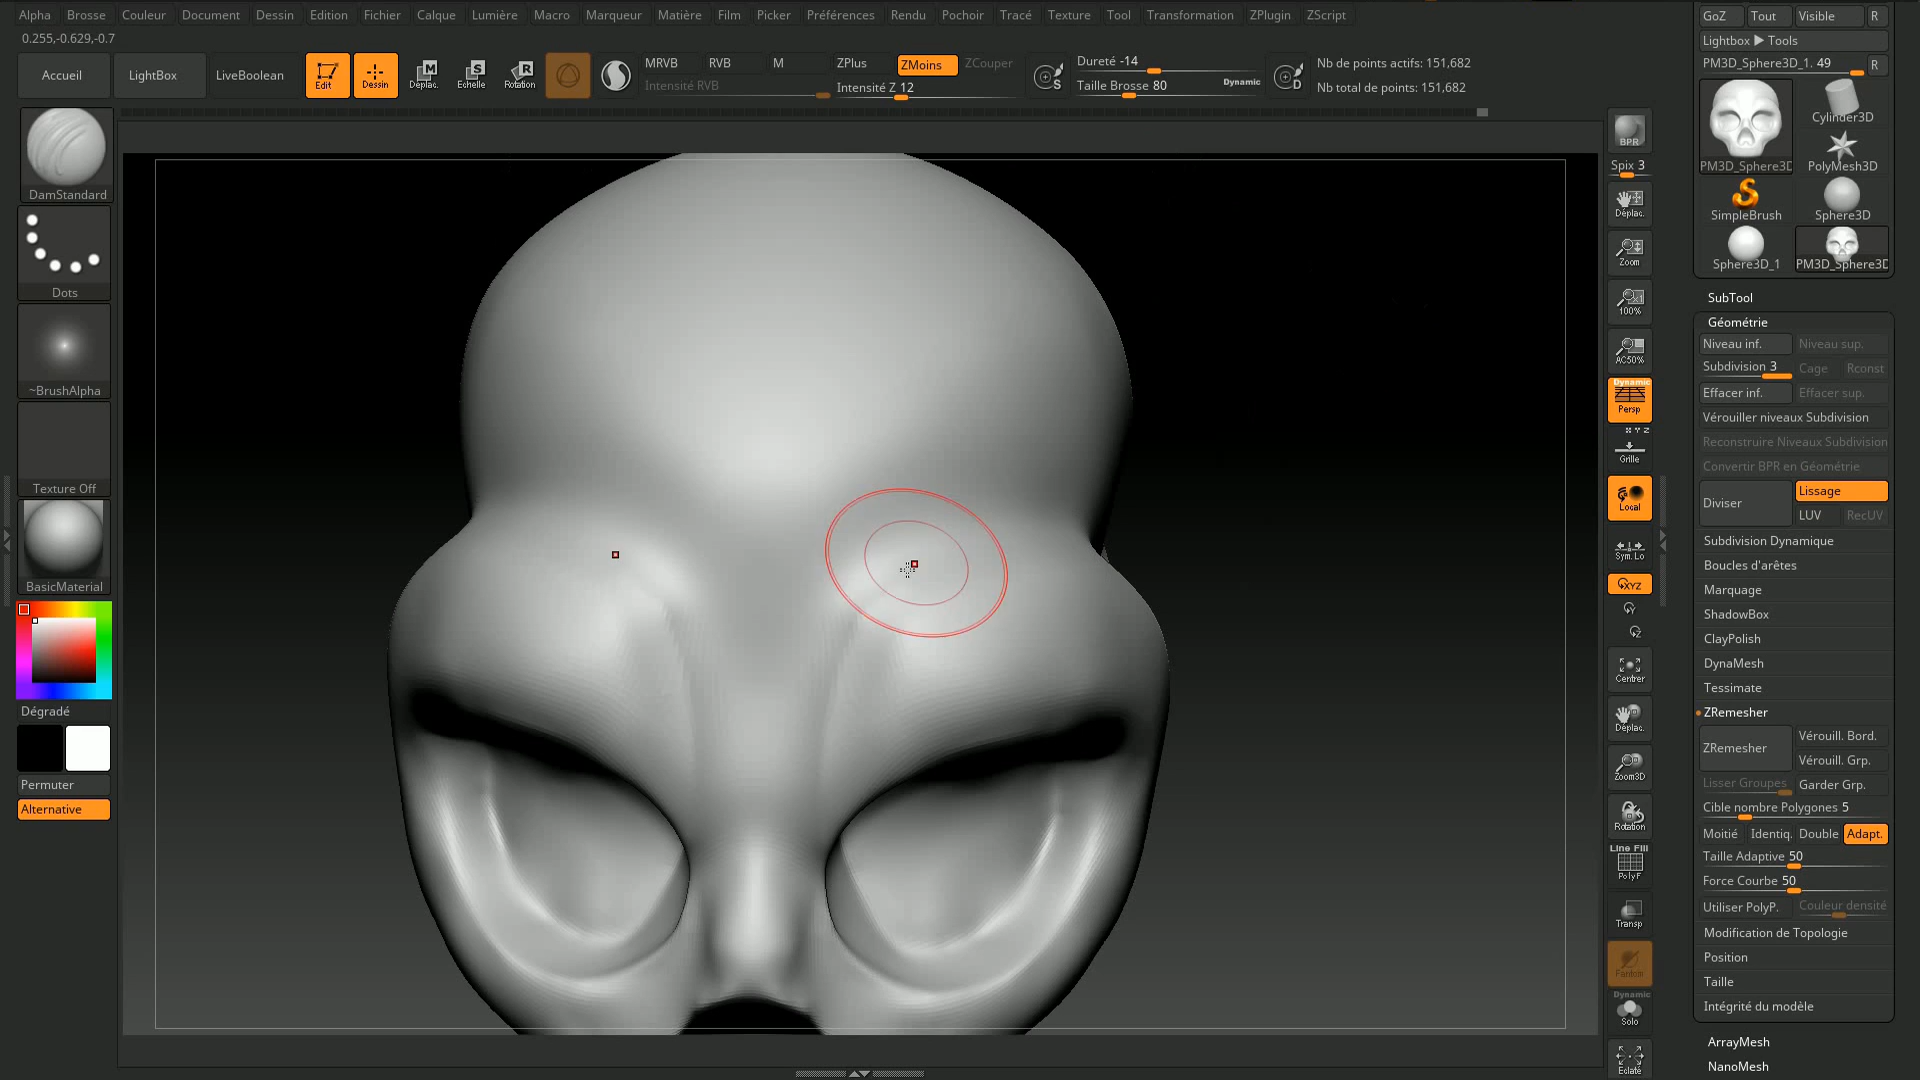 Alpha Brosse Couleur Document Dessin Edition Fichier Calque Lumière Macro Marqueur Matière Film Picker Préférences Rendu Pochoir Tracé Texture Tool Transformation ZPlugin ZScript
0.255,-0.629,-0.7
Accueil LightBox LiveBoolean
Edit Dessin Déplac. Echelle Rotation
M S R
MRVB RVB M
Intensité RVB
ZPlus ZMoins ZCouper
Intensité Z 12
S
Dureté -14
Taille Brosse 80 Dynamic
D
Nb de points actifs: 151,682
Nb total de points: 151,682
DamStandard
Dots
~BrushAlpha
Texture Off
BasicMaterial
Dégradé
Permuter
Alternative
BPR
Spix 3
Déplac.
Zoom
100%
AC50%
Dynamic
Persp
X Y Z
Grille
Local
Sym. Lo
XYZ
Y
Z
Centrer
Déplac.
Zoom3D
Rotation
Line Fill
PolyF
Transp
Fantom
Dynamic
Solo
Eclaté
GoZ Tout Visible R
Lightbox ▶ Tools
PM3D_Sphere3D_1. 49 R
PM3D_Sphere3D
Cylinder3D
PolyMesh3D
SimpleBrush Sphere3D
Sphere3D_1 PM3D_Sphere3D
SubTool
Géométrie
Niveau inf. Niveau sup.
Subdivision 3 Cage Rconst
Effacer inf. Effacer sup.
Vérouiller niveaux Subdivision
Reconstruire Niveaux Subdivision
Convertir BPR en Géométrie
Diviser Lissage
LUV RecUV
Subdivision Dynamique
Boucles d'arêtes
Marquage
ShadowBox
ClayPolish
DynaMesh
Tessimate
ZRemesher
ZRemesher Vérouill. Bord.
Vérouill. Grp.
Lisser Groupes Garder Grp.
Cible nombre Polygones 5
Moitié Identiq. Double Adapt.
Taille Adaptive 50
Force Courbe 50
Utiliser PolyP. Couleur densité
Modification de Topologie
Position
Taille
Intégrité du modèle
ArrayMesh
NanoMesh